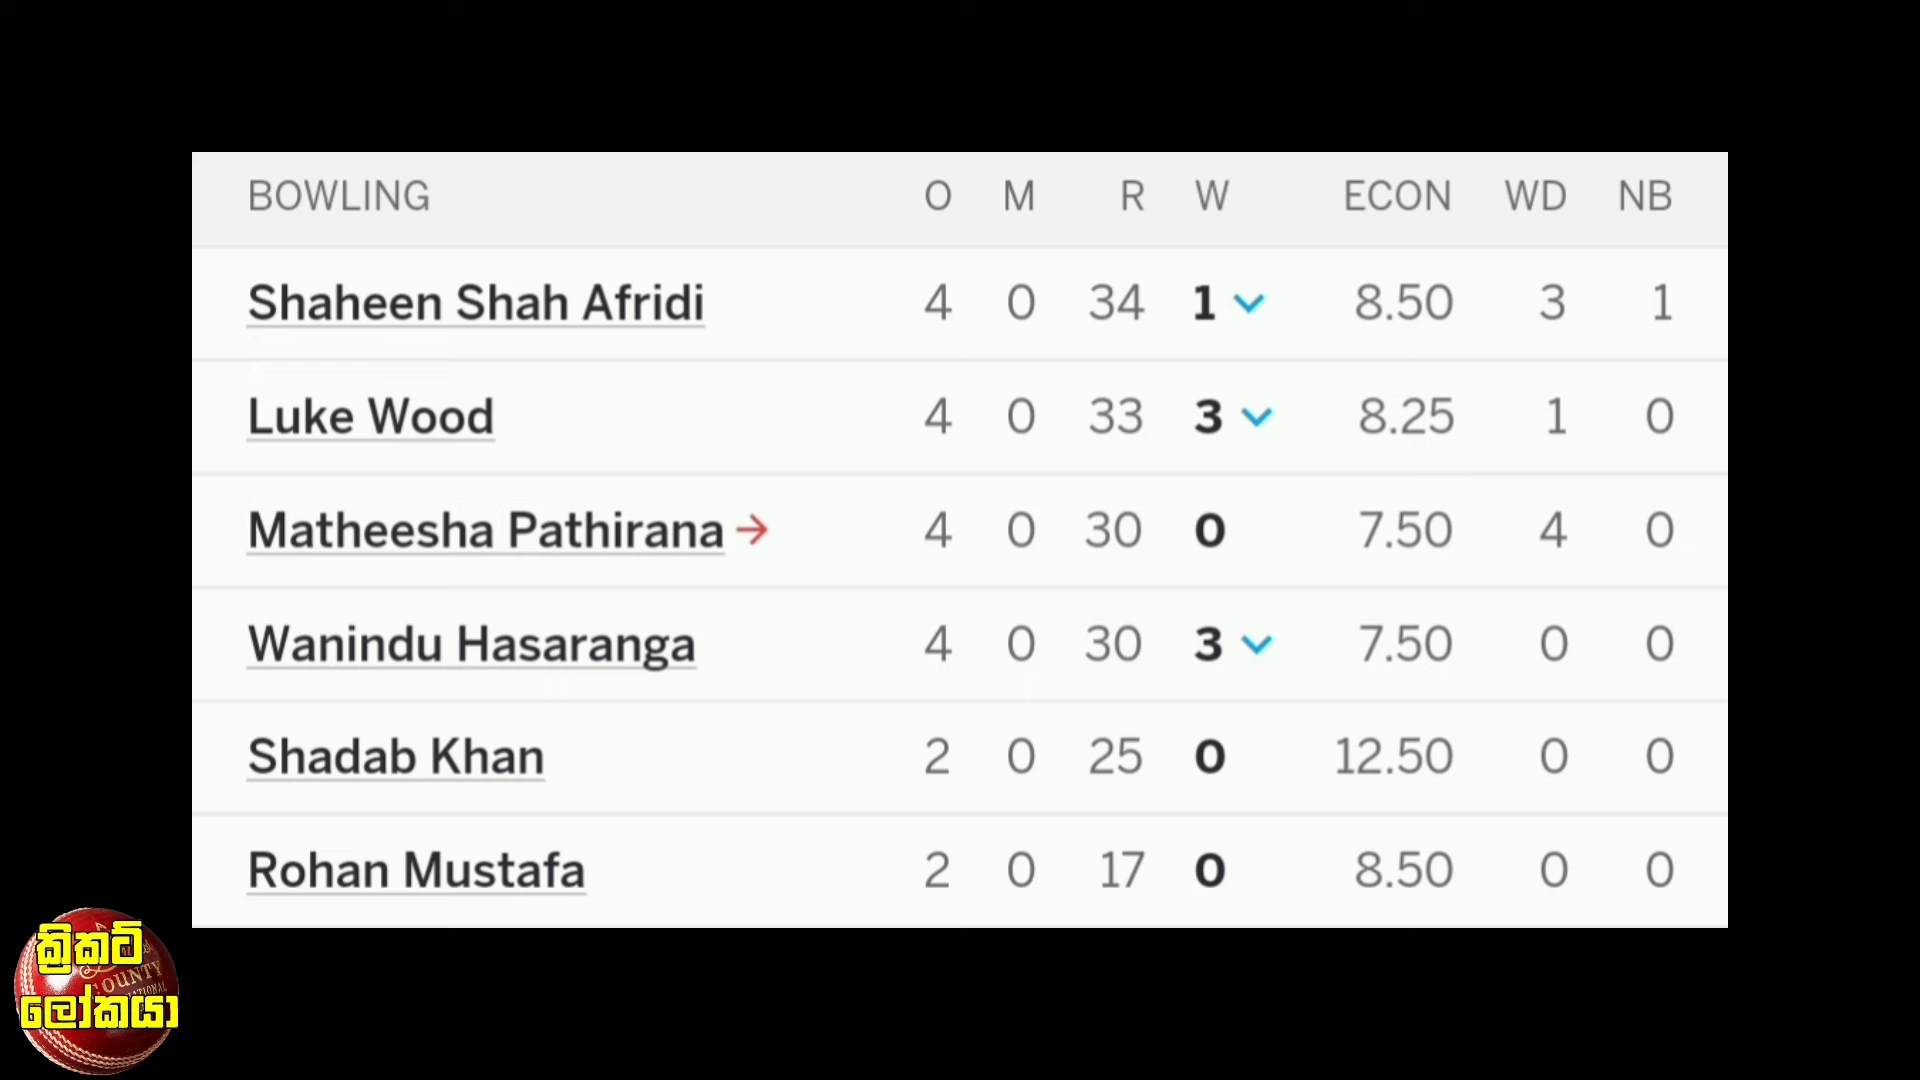 BOWLING O M R W ECON WD NB
Shaheen Shah Afridi 4 0 34 1 8.50 3 1
Luke Wood 4 0 33 3 8.25 1 0
Matheesha Pathirana → 4 0 30 0 7.50 4 0
Wanindu Hasaranga 4 0 30 3 7.50 0 0
Shadab Khan 2 0 25 0 12.50 0 0
Rohan Mustafa 2 0 17 0 8.50 0 0
ක්‍රිකට්
COUNTY
ලෝකයා